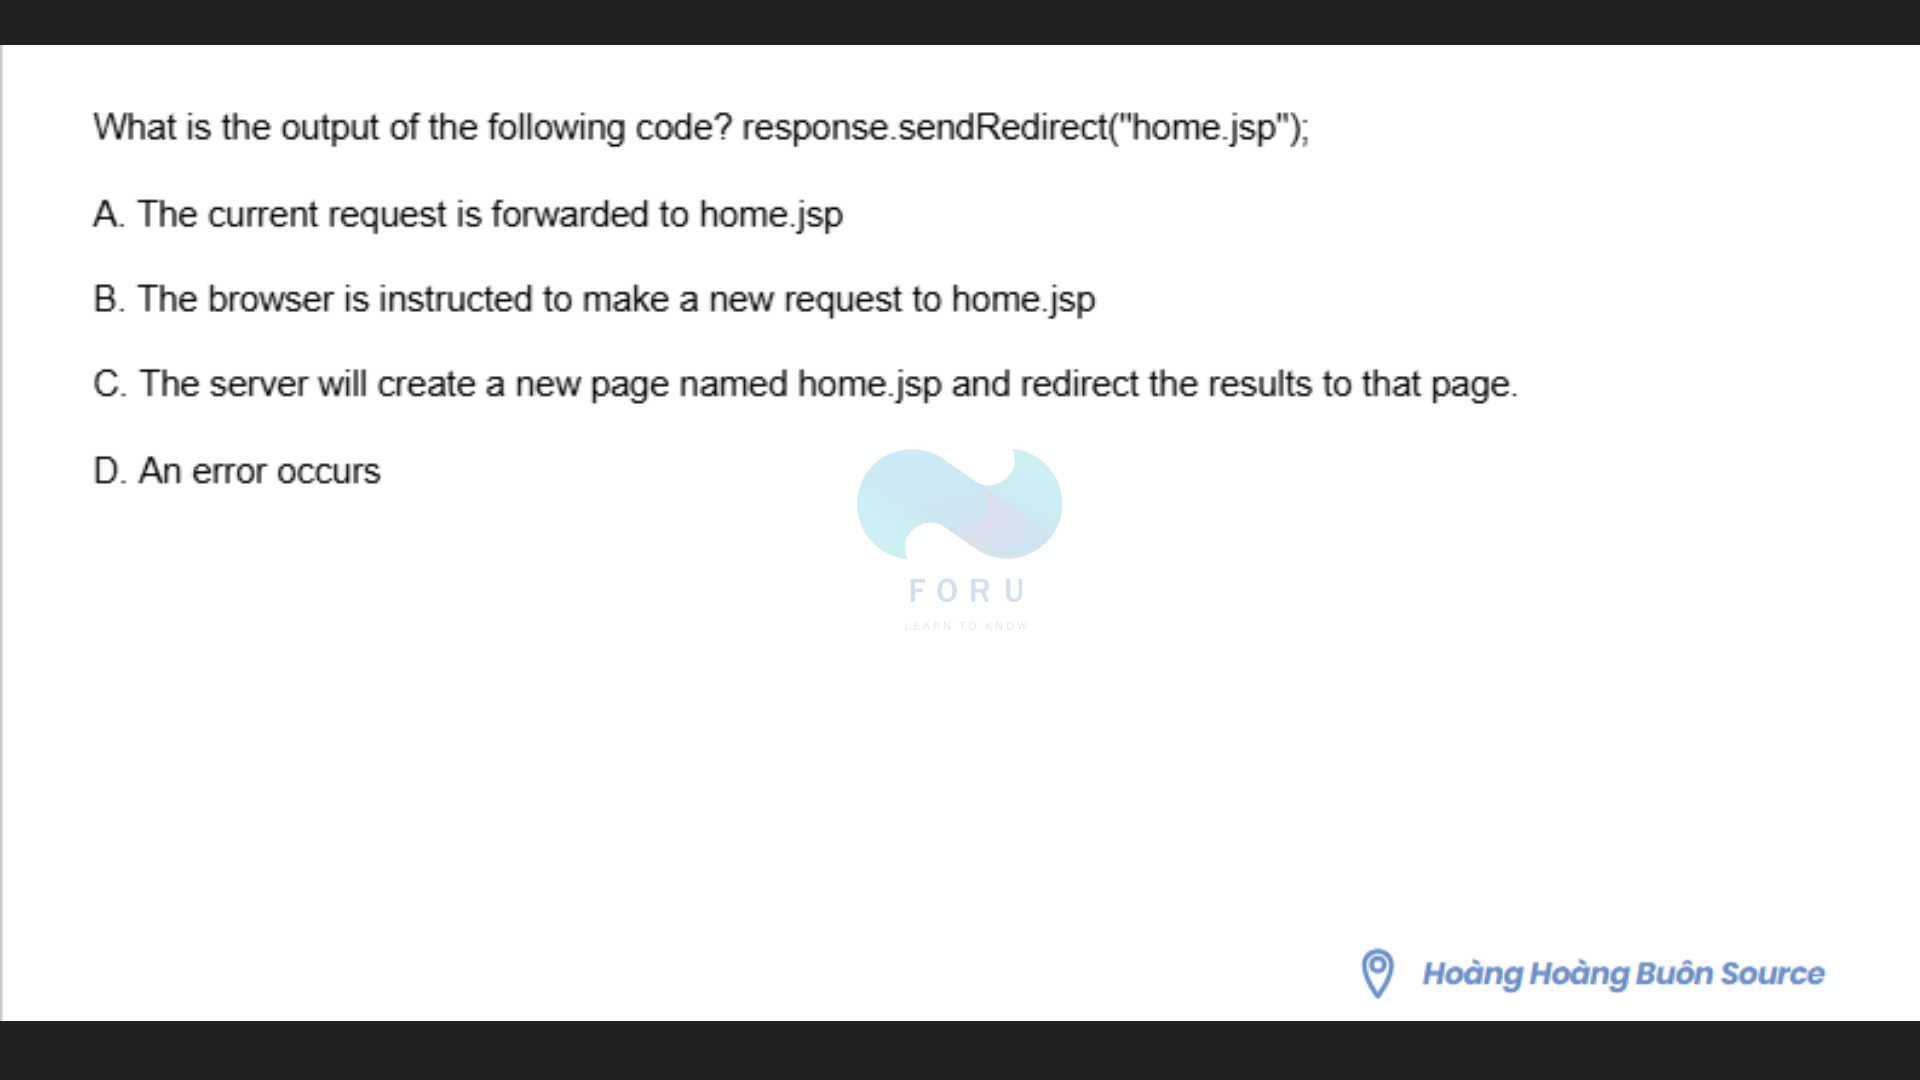 What is the output of the following code? response.sendRedirect("home.jsp");
A. The current request is forwarded to home.jsp
B. The browser is instructed to make a new request to home.jsp
C. The server will create a new page named home.jsp and redirect the results to that page.
D. An error occurs
FORU
LEARN TO KNOW
Hoàng Hoàng Buôn Source